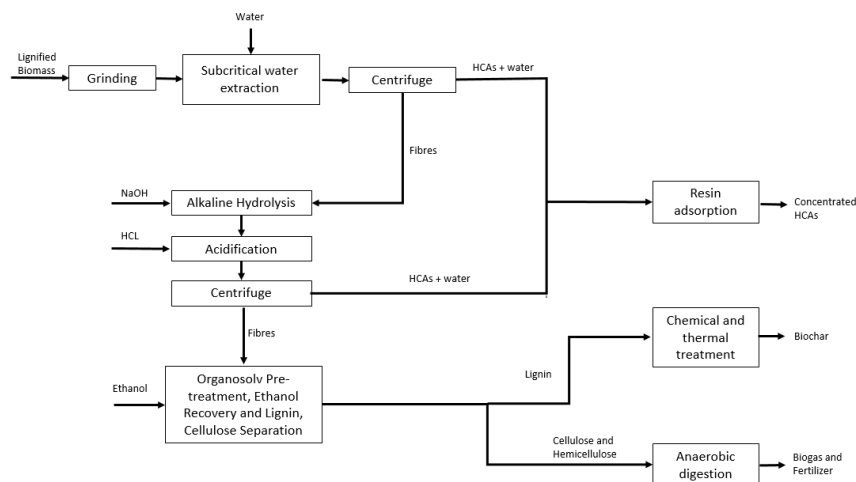 Water
Lignified
Biomass
Grinding
Subcritical water
extraction
Centrifuge
HCAs + water
Fibres
NaOH
Alkaline Hydrolysis
Resin
adsorption
Concentrated
HCAs
HCL
Acidification
HCAs + water
Centrifuge
Fibres
Chemical and
thermal
treatment
Biochar
Ethanol
Organosolv Pre-
treatment, Ethanol
Recovery and Lignin,
Cellulose Separation
Lignin
Cellulose and
Hemicellulose
Anaerobic
digestion
Biogas and
Fertilizer